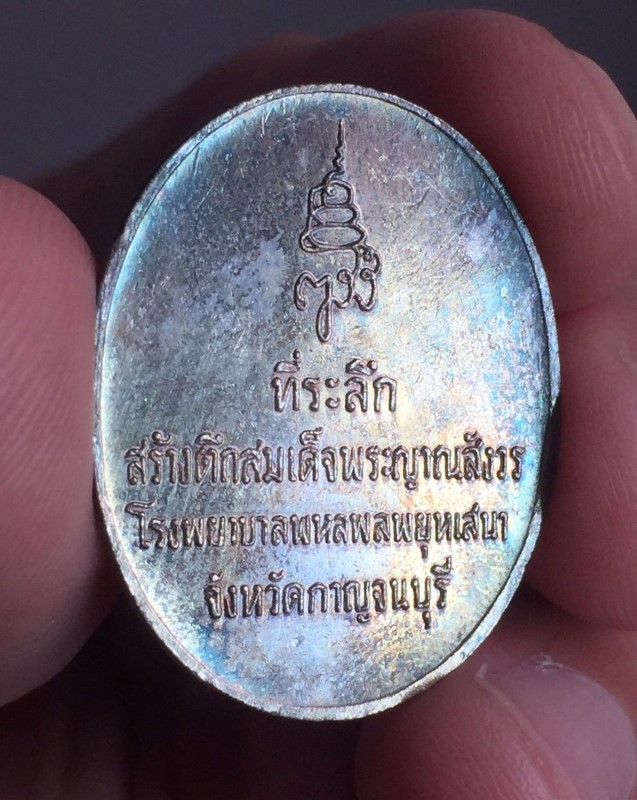 ที่ระลึก
สร้างตึกสมเด็จพระญาณสังวร
โรงพยาบาลพหลพลพยุหเสนา
จังหวัดกาญจนบุรี